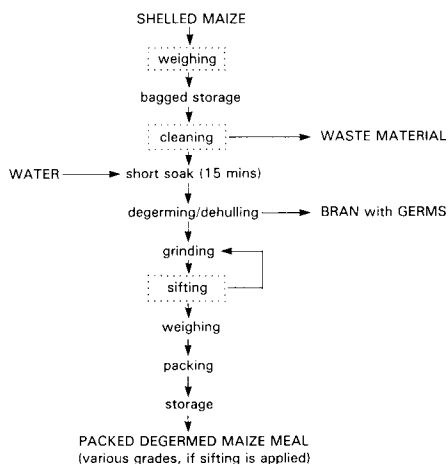 SHELLED MAIZE
weighing
bagged storage
cleaning
WASTE MATERIAL
WATER
short soak (15 mins)
degerming/dehulling
BRAN with GERMS
grinding
sifting
weighing
packing
storage
PACKED DEGERMED MAIZE MEAL
(various grades, if sifting is applied)